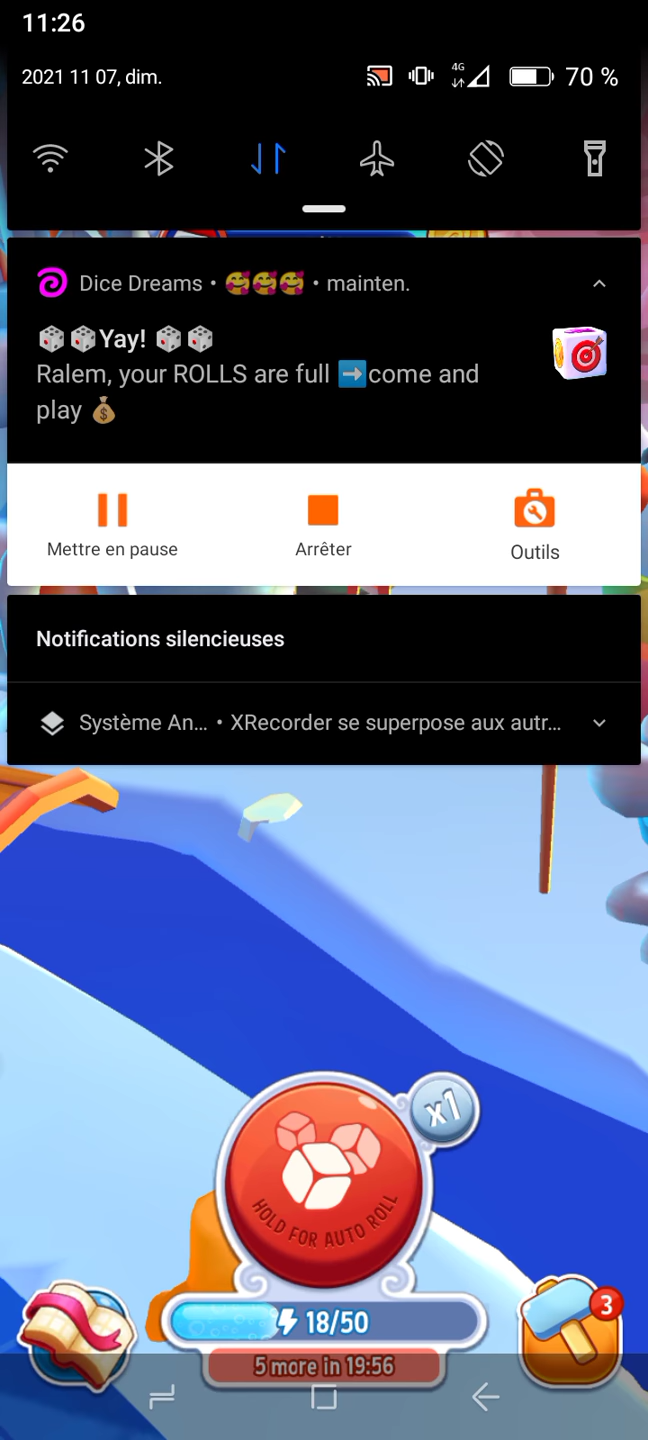 11:26
2021 11 07, dim.
4G
70 %
Dice Dreams • 🥰🥰🥰 • mainten.
🎲🎲Yay! 🎲🎲
Ralem, your ROLLS are full ➡️come and
play 💰
Mettre en pause
Arrêter
Outils
Notifications silencieuses
Système An… • XRecorder se superpose aux autr…
x1
HOLD FOR AUTO ROLL
18/50
3
5 more in 19:56